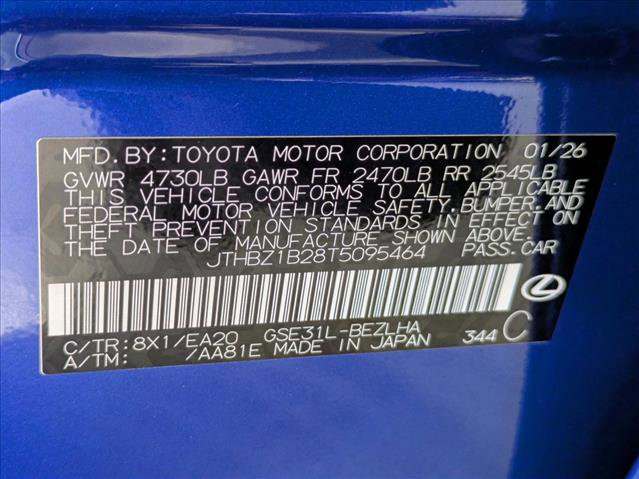 MFD. BY: TOYOTA MOTOR CORPORATION 01/26
GVWR 4730LB GAWR FR 2470LB RR 2545LB
THIS VEHICLE CONFORMS TO ALL APPLICABLE
FEDERAL MOTOR VEHICLE SAFETY, BUMPER, AND
THEFT PREVENTION STANDARDS IN EFFECT ON
THE DATE OF MANUFACTURE SHOWN ABOVE.
JTHBZ1B28T5095464 PASS. CAR
C/TR: 8X1/EA20 GSE31L-BEZLHA
A/TM: /AA81E MADE IN JAPAN 344 C